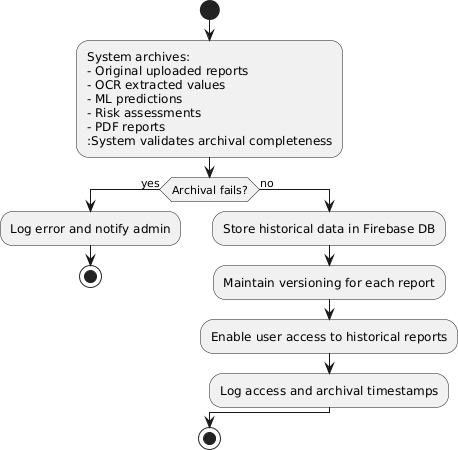 System archives:
- Original uploaded reports
- OCR extracted values
- ML predictions
- Risk assessments
- PDF reports
:System validates archival completeness
yes
Archival fails?
no
Log error and notify admin
Store historical data in Firebase DB
Maintain versioning for each report
Enable user access to historical reports
Log access and archival timestamps